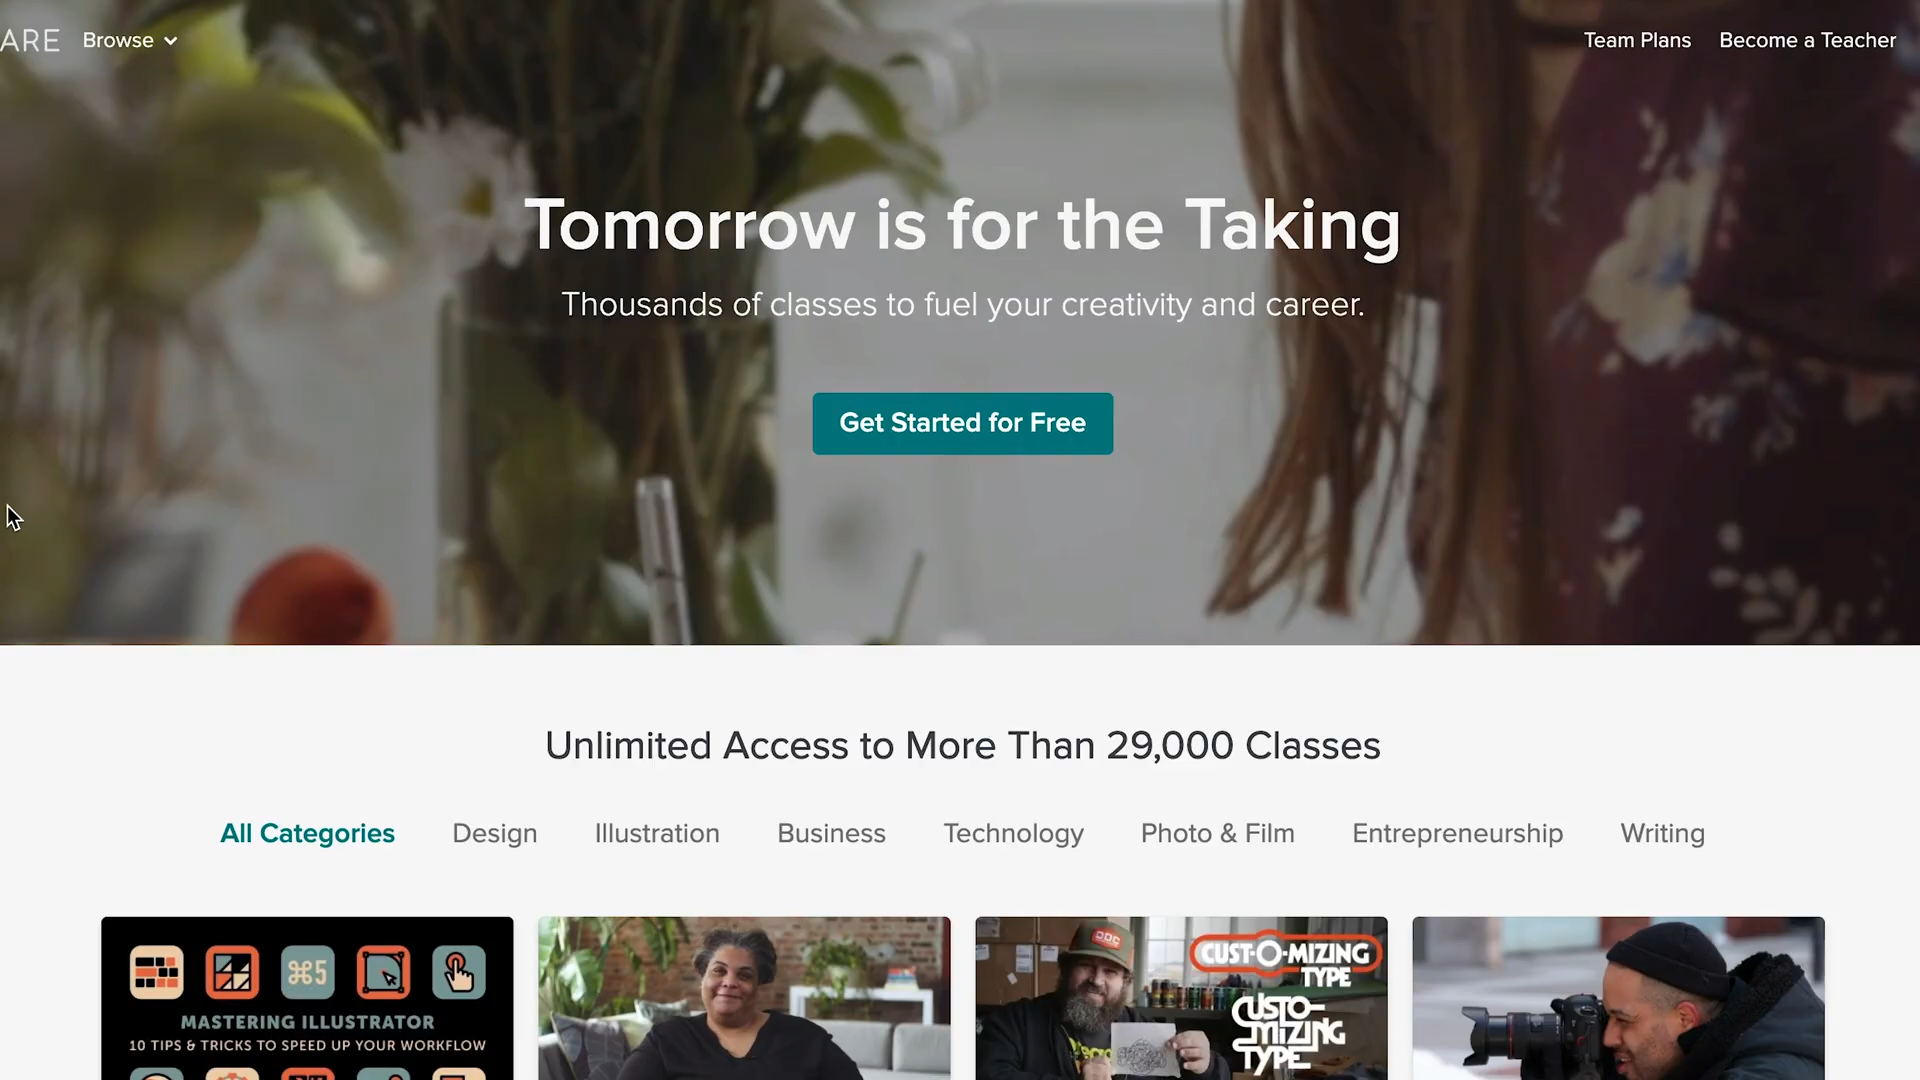 ARE Browse Team Plans Become a Teacher
Tomorrow is for the Taking
Thousands of classes to fuel your creativity and career.
Get Started for Free
Unlimited Access to More Than 29,000 Classes
All Categories Design Illustration Business Technology Photo & Film Entrepreneurship Writing
⌘5
MASTERING ILLUSTRATOR
10 TIPS & TRICKS TO SPEED UP YOUR WORKFLOW
DDC
CUST-O-MIZING
TYPE
CUSTO-
MIZING
TYPE